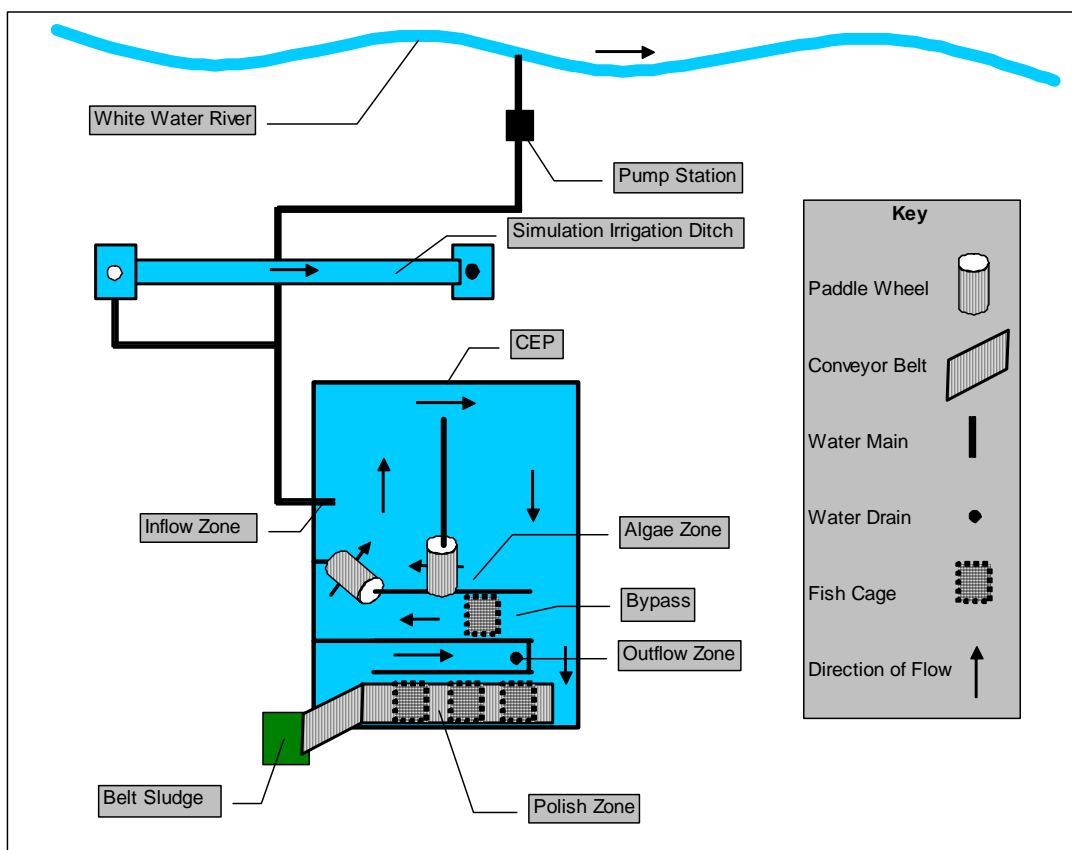 White Water River
Pump Station
Key
Simulation Irrigation Ditch
Paddle Wheel
CEP
Conveyor Belt
Water Main
Inflow Zone
Algae Zone
Water Drain
Bypass
Fish Cage
Outflow Zone
Direction of Flow
Belt Sludge
Polish Zone